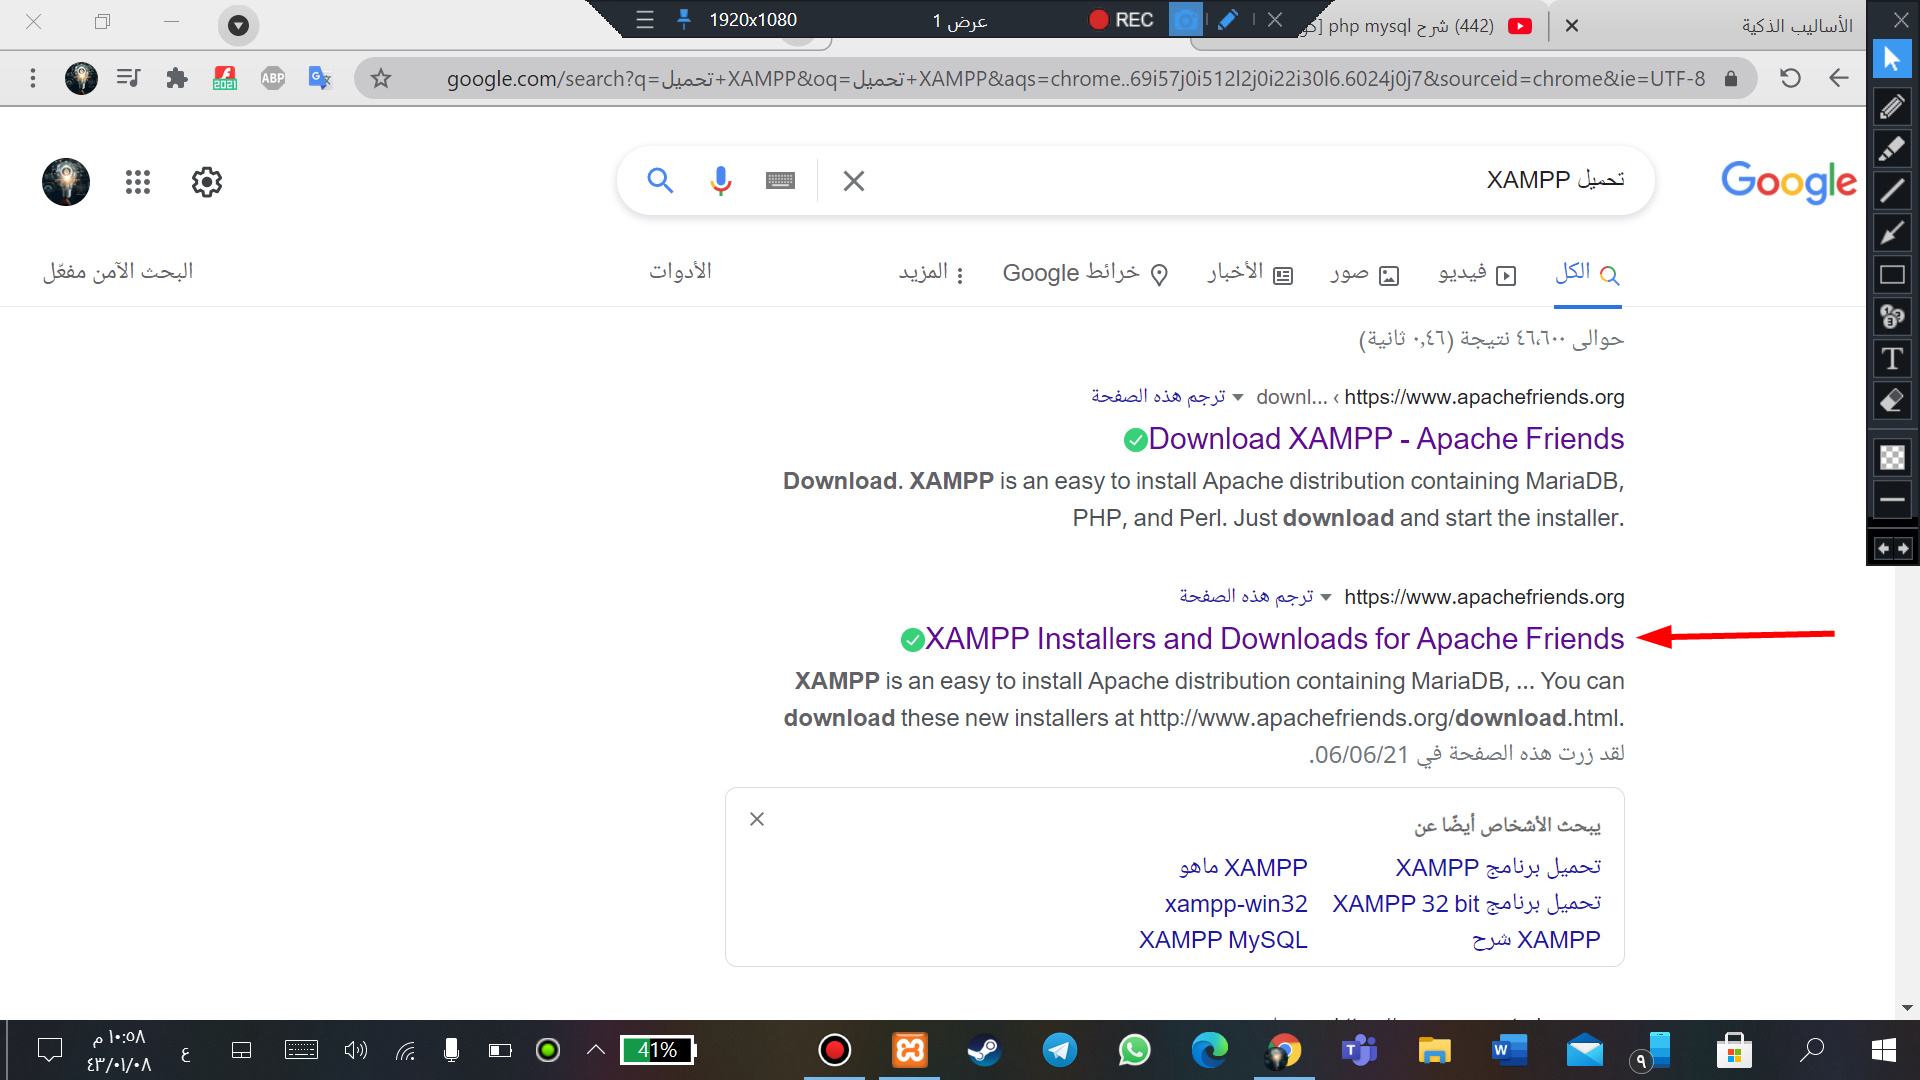 1920x1080
عرض 1
REC
(442) شرح php mysql [كو
الأساليب الذكية
google.com/search?q=تحميل+XAMPP&oq=تحميل+XAMPP&aqs=chrome..69i57j0i512l2j0i22i30l6.6024j0j7&sourceid=chrome&ie=UTF-8
2021
ABP
تحميل XAMPP
Google
الكل
فيديو
صور
الأخبار
خرائط Google
المزيد
الأدوات
البحث الآمن مفعّل
حوالى ٤٦،٦٠٠ نتيجة (٠,٤٦ ثانية)
https://www.apachefriends.org › downl... ترجم هذه الصفحة
Download XAMPP - Apache Friends
Download. XAMPP is an easy to install Apache distribution containing MariaDB,
PHP, and Perl. Just download and start the installer.
https://www.apachefriends.org ترجم هذه الصفحة
XAMPP Installers and Downloads for Apache Friends
XAMPP is an easy to install Apache distribution containing MariaDB, ... You can
download these new installers at http://www.apachefriends.org/download.html.
لقد زرت هذه الصفحة في 06/06/21.
يبحث الأشخاص أيضًا عن
تحميل برنامج XAMPP
XAMPP ماهو
تحميل برنامج XAMPP 32 bit
xampp-win32
XAMPP شرح
XAMPP MySQL
41%
ع
١٠:٥٨ م
٤٣/٠١/٠٨
٩